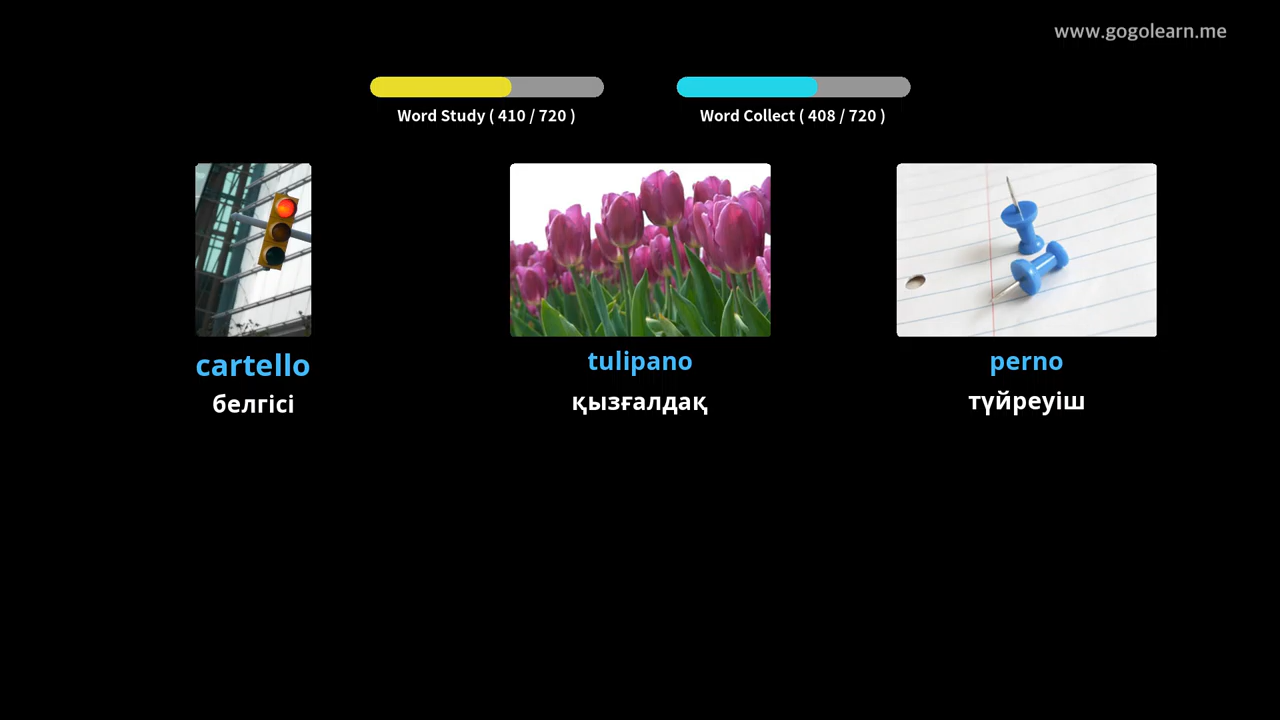 www.gogolearn.me
Word Study ( 410 / 720 )
Word Collect ( 408 / 720 )
cartello
белгісі
tulipano
қызғалдақ
perno
түйреуіш